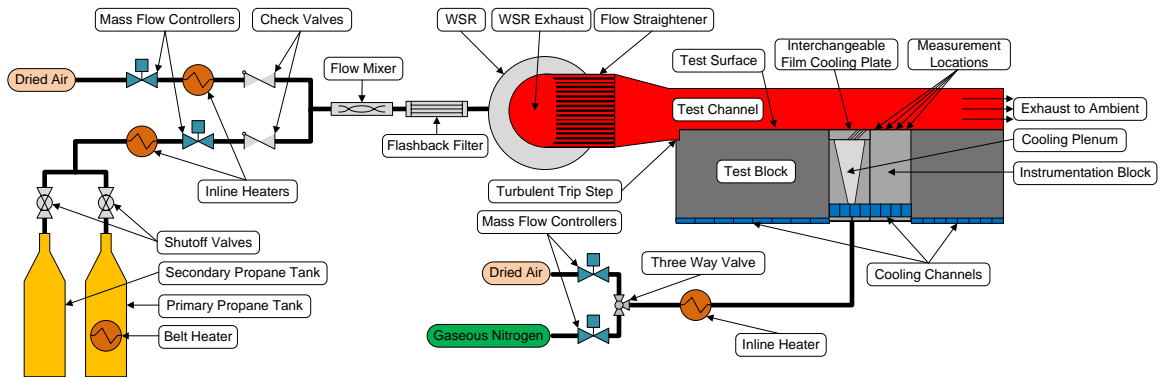 Mass Flow Controllers
Check Valves
WSR
WSR Exhaust
Flow Straightener
Interchangeable
Film Cooling Plate
Measurement
Locations
Test Surface
Dried Air
Flow Mixer
Test Channel
Exhaust to Ambient
Flashback Filter
Cooling Plenum
Test Block
Instrumentation Block
Inline Heaters
Turbulent Trip Step
Mass Flow Controllers
Shutoff Valves
Secondary Propane Tank
Dried Air
Three Way Valve
Cooling Channels
Primary Propane Tank
Belt Heater
Gaseous Nitrogen
Inline Heater